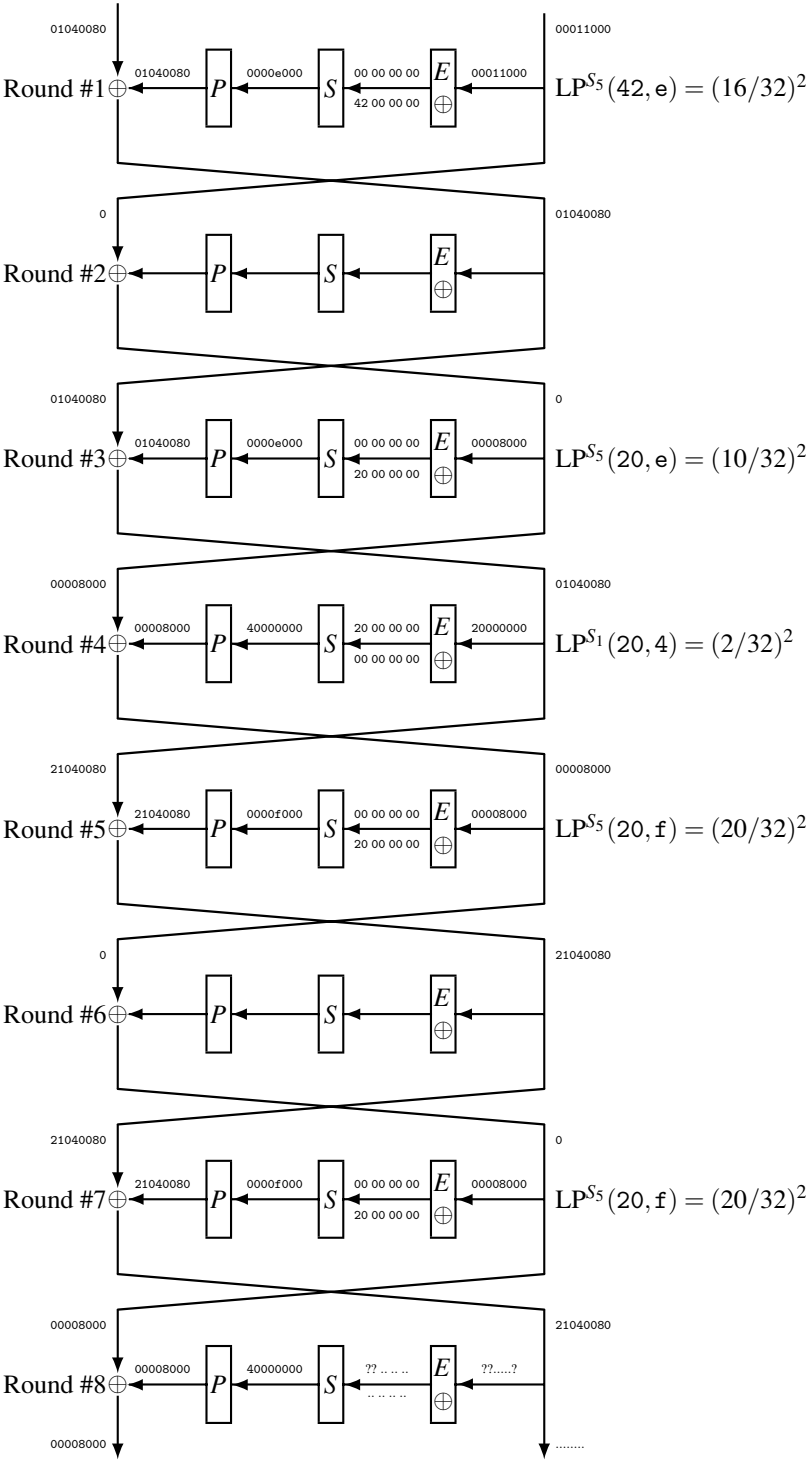 01040080 00011000
Round #1 ⊕ 01040080 P 0000e000 S 00 00 00 00 E 00011000 LP^{S_5}(42,e) = (16/32)^2
42 00 00 00 ⊕
0 01040080
Round #2 ⊕ P S E
⊕
01040080 0
Round #3 ⊕ 01040080 P 0000e000 S 00 00 00 00 E 00008000 LP^{S_5}(20,e) = (10/32)^2
20 00 00 00 ⊕
00008000 01040080
Round #4 ⊕ 00008000 P 40000000 S 20 00 00 00 E 20000000 LP^{S_1}(20,4) = (2/32)^2
00 00 00 00 ⊕
21040080 00008000
Round #5 ⊕ 21040080 P 0000f000 S 00 00 00 00 E 00008000 LP^{S_5}(20,f) = (20/32)^2
20 00 00 00 ⊕
0 21040080
Round #6 ⊕ P S E
⊕
21040080 0
Round #7 ⊕ 21040080 P 0000f000 S 00 00 00 00 E 00008000 LP^{S_5}(20,f) = (20/32)^2
20 00 00 00 ⊕
00008000 21040080
Round #8 ⊕ 00008000 P 40000000 S ?? .. .. .. E ??.....?
.. .. .. .. ⊕
00008000 ........